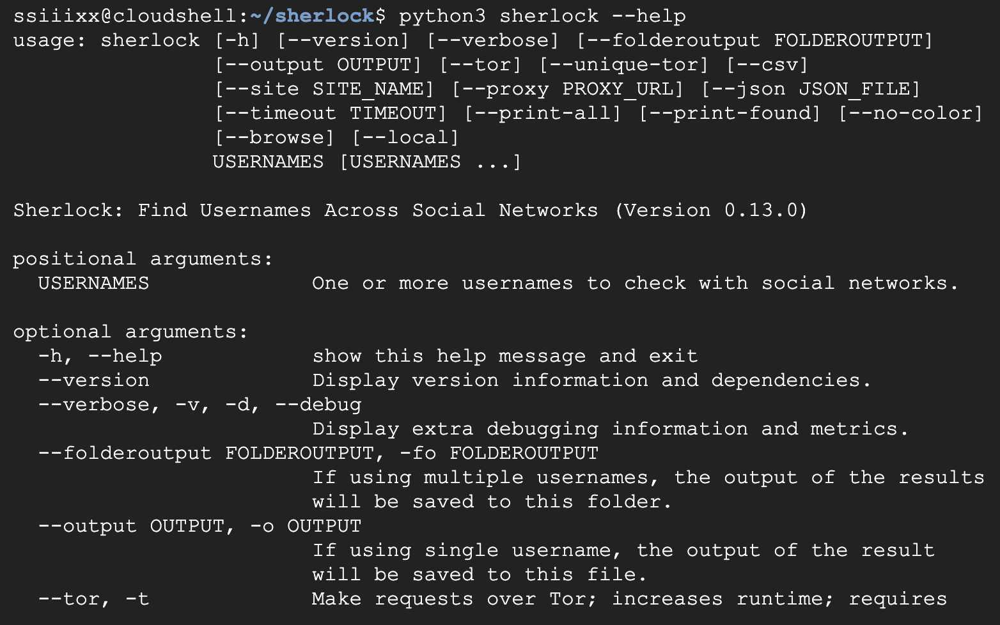 ssiiixx@cloudshell:~/sherlock$ python3 sherlock --help
usage: sherlock [-h] [--version] [--verbose] [--folderoutput FOLDEROUTPUT]
                [--output OUTPUT] [--tor] [--unique-tor] [--csv]
                [--site SITE_NAME] [--proxy PROXY_URL] [--json JSON_FILE]
                [--timeout TIMEOUT] [--print-all] [--print-found] [--no-color]
                [--browse] [--local]
                USERNAMES [USERNAMES ...]

Sherlock: Find Usernames Across Social Networks (Version 0.13.0)

positional arguments:
  USERNAMES             One or more usernames to check with social networks.

optional arguments:
  -h, --help            show this help message and exit
  --version             Display version information and dependencies.
  --verbose, -v, -d, --debug
                        Display extra debugging information and metrics.
  --folderoutput FOLDEROUTPUT, -fo FOLDEROUTPUT
                        If using multiple usernames, the output of the results
                        will be saved to this folder.
  --output OUTPUT, -o OUTPUT
                        If using single username, the output of the result
                        will be saved to this file.
  --tor, -t             Make requests over Tor; increases runtime; requires